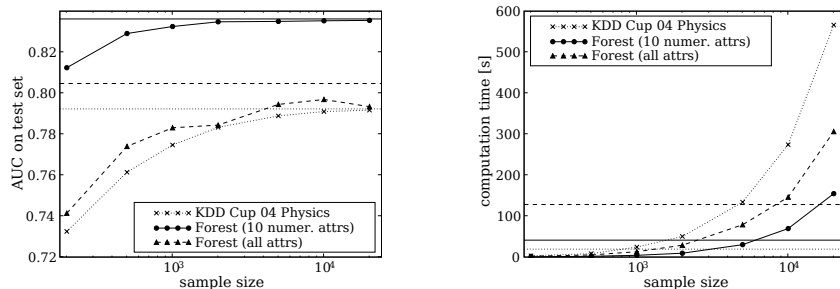 0.82
0.80
0.78
0.76
0.74
0.72
AUC on test set
10³
10⁴
sample size
KDD Cup 04 Physics
Forest (10 numer. attrs)
Forest (all attrs)
600
500
400
300
200
100
0
computation time [s]
10³
10⁴
sample size
KDD Cup 04 Physics
Forest (10 numer. attrs)
Forest (all attrs)